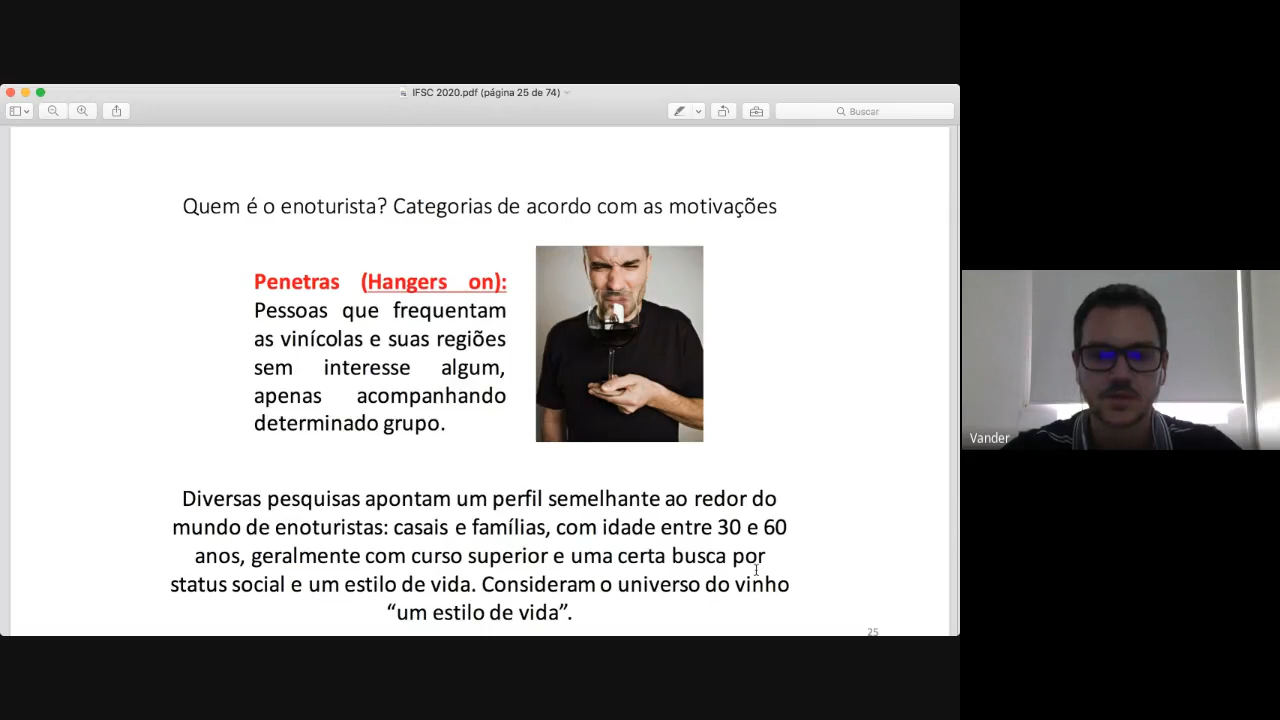 IFSC 2020.pdf (página 25 de 74)
Buscar
Quem é o enoturista? Categorias de acordo com as motivações
Penetras (Hangers on):
Pessoas que frequentam
as vinícolas e suas regiões
sem interesse algum,
apenas acompanhando
determinado grupo.
Diversas pesquisas apontam um perfil semelhante ao redor do
mundo de enoturistas: casais e famílias, com idade entre 30 e 60
anos, geralmente com curso superior e uma certa busca por
status social e um estilo de vida. Consideram o universo do vinho
“um estilo de vida”.
25
Vander